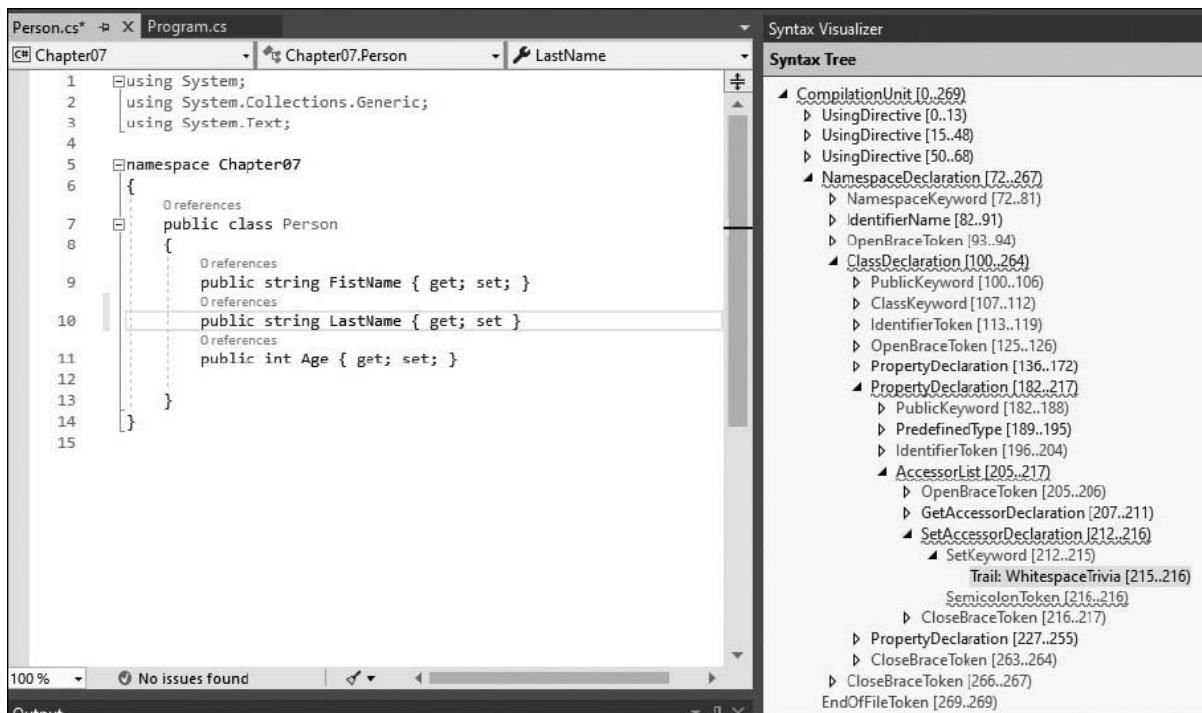 Person.cs* Program.cs
C# Chapter07 Chapter07.Person LastName
1 using System;
2 using System.Collections.Generic;
3 using System.Text;
4
5 namespace Chapter07
6 {
0 references
7 public class Person
8 {
0 references
9 public string FistName { get; set; }
0 references
10 public string LastName { get; set }
0 references
11 public int Age { get; set; }
12
13 }
14 }
15
100 % No issues found
Output
Syntax Visualizer
Syntax Tree
CompilationUnit [0..269)
UsingDirective [0..13)
UsingDirective [15..48)
UsingDirective [50..68)
NamespaceDeclaration [72..267)
NamespaceKeyword [72..81)
IdentifierName [82..91)
OpenBraceToken [93..94)
ClassDeclaration [100..264)
PublicKeyword [100..106)
ClassKeyword [107..112)
IdentifierToken [113..119)
OpenBraceToken [125..126)
PropertyDeclaration [136..172)
PropertyDeclaration [182..217)
PublicKeyword [182..188)
PredefinedType [189..195)
IdentifierToken [196..204)
AccessorList [205..217)
OpenBraceToken [205..206)
GetAccessorDeclaration [207..211)
SetAccessorDeclaration [212..216)
SetKeyword [212..215)
Trail: WhitespaceTrivia [215..216)
SemicolonToken [216..216)
CloseBraceToken [216..217)
PropertyDeclaration [227..255)
CloseBraceToken [263..264)
CloseBraceToken [266..267)
EndOfFileToken [269..269)